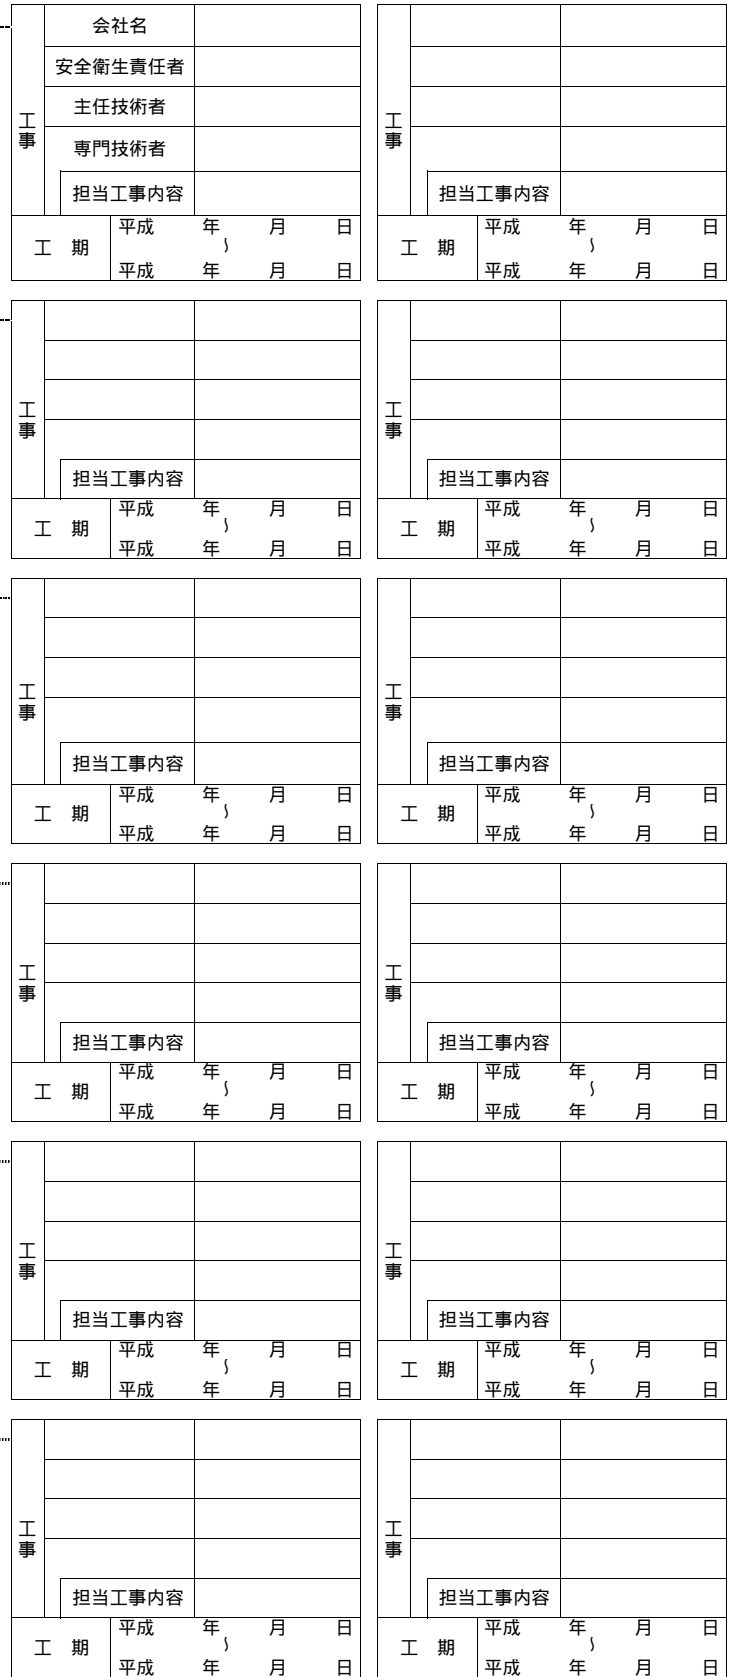 会社名
安全衛生責任者
主任技術者
専門技術者
工事
担当工事内容
工 期
平成 年 月 日
~
平成 年 月 日
工事
担当工事内容
工 期
平成 年 月 日
~
平成 年 月 日
工事
担当工事内容
工 期
平成 年 月 日
~
平成 年 月 日
工事
担当工事内容
工 期
平成 年 月 日
~
平成 年 月 日
工事
担当工事内容
工 期
平成 年 月 日
~
平成 年 月 日
工事
担当工事内容
工 期
平成 年 月 日
~
平成 年 月 日
工事
担当工事内容
工 期
平成 年 月 日
~
平成 年 月 日
工事
担当工事内容
工 期
平成 年 月 日
~
平成 年 月 日
工事
担当工事内容
工 期
平成 年 月 日
~
平成 年 月 日
工事
担当工事内容
工 期
平成 年 月 日
~
平成 年 月 日
工事
担当工事内容
工 期
平成 年 月 日
~
平成 年 月 日
工事
担当工事内容
工 期
平成 年 月 日
~
平成 年 月 日